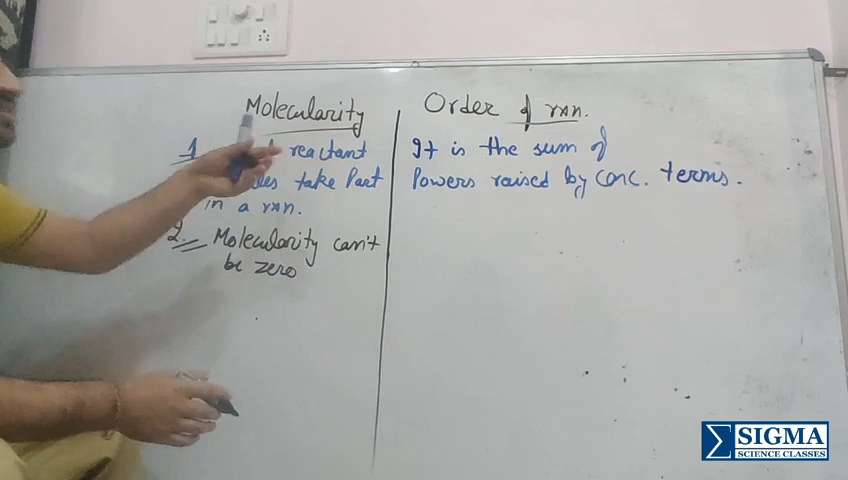 Molecularity
1. reactant
take Part
in a rxn.
2. Molecularity can't
be zero
Order of rxn.
It is the sum of
Powers raised by conc. terms.
SIGMA
SCIENCE CLASSES